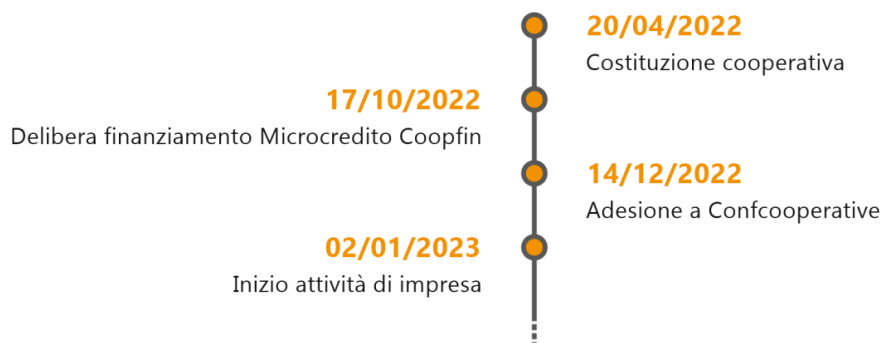 20/04/2022
Costituzione cooperativa
17/10/2022
Delibera finanziamento Microcredito Coopfin
14/12/2022
Adesione a Confcooperative
02/01/2023
Inizio attività di impresa